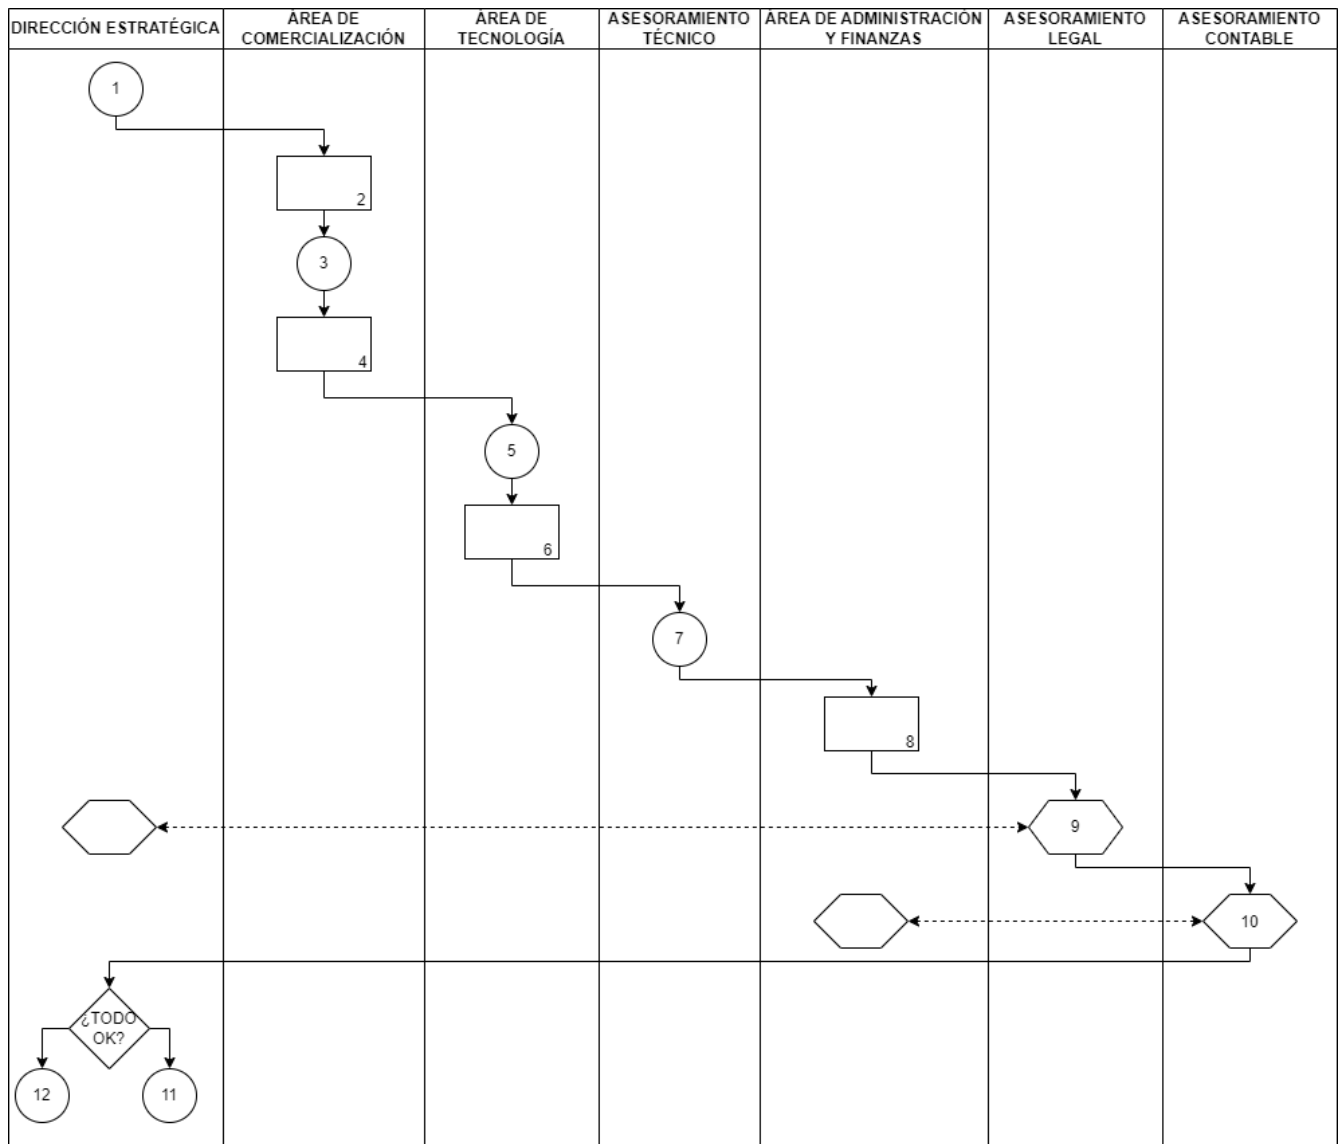 DIRECCIÓN ESTRATÉGICA
ÁREA DE
COMERCIALIZACIÓN
ÁREA DE
TECNOLOGÍA
ASESORAMIENTO
TÉCNICO
ÁREA DE ADMINISTRACIÓN
Y FINANZAS
ASESORAMIENTO
LEGAL
ASESORAMIENTO
CONTABLE
1
2
3
4
5
6
7
8
9
10
¿TODO
OK?
12
11